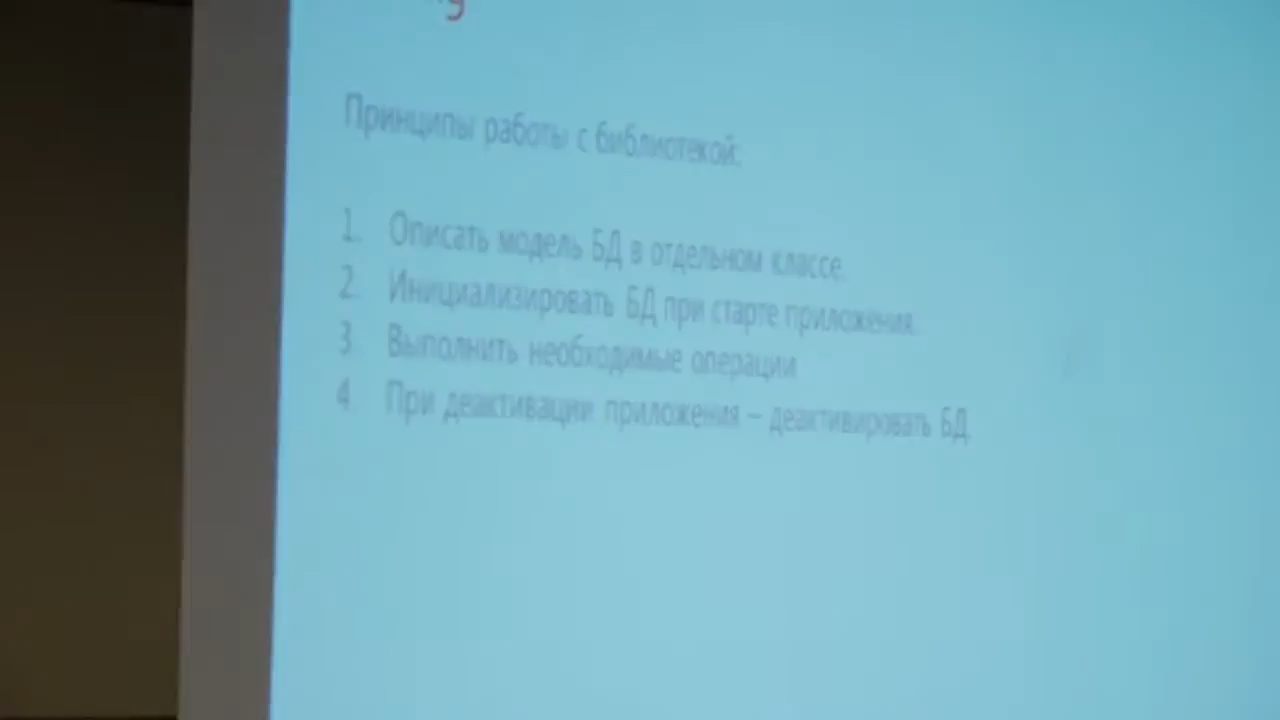 Принципы работы с библиотекой:
1. Описать модель БД в отдельном классе.
2. Инициализировать БД при старте приложения.
3. Выполнить необходимые операции
4. При деактивации приложения – деактивировать БД.